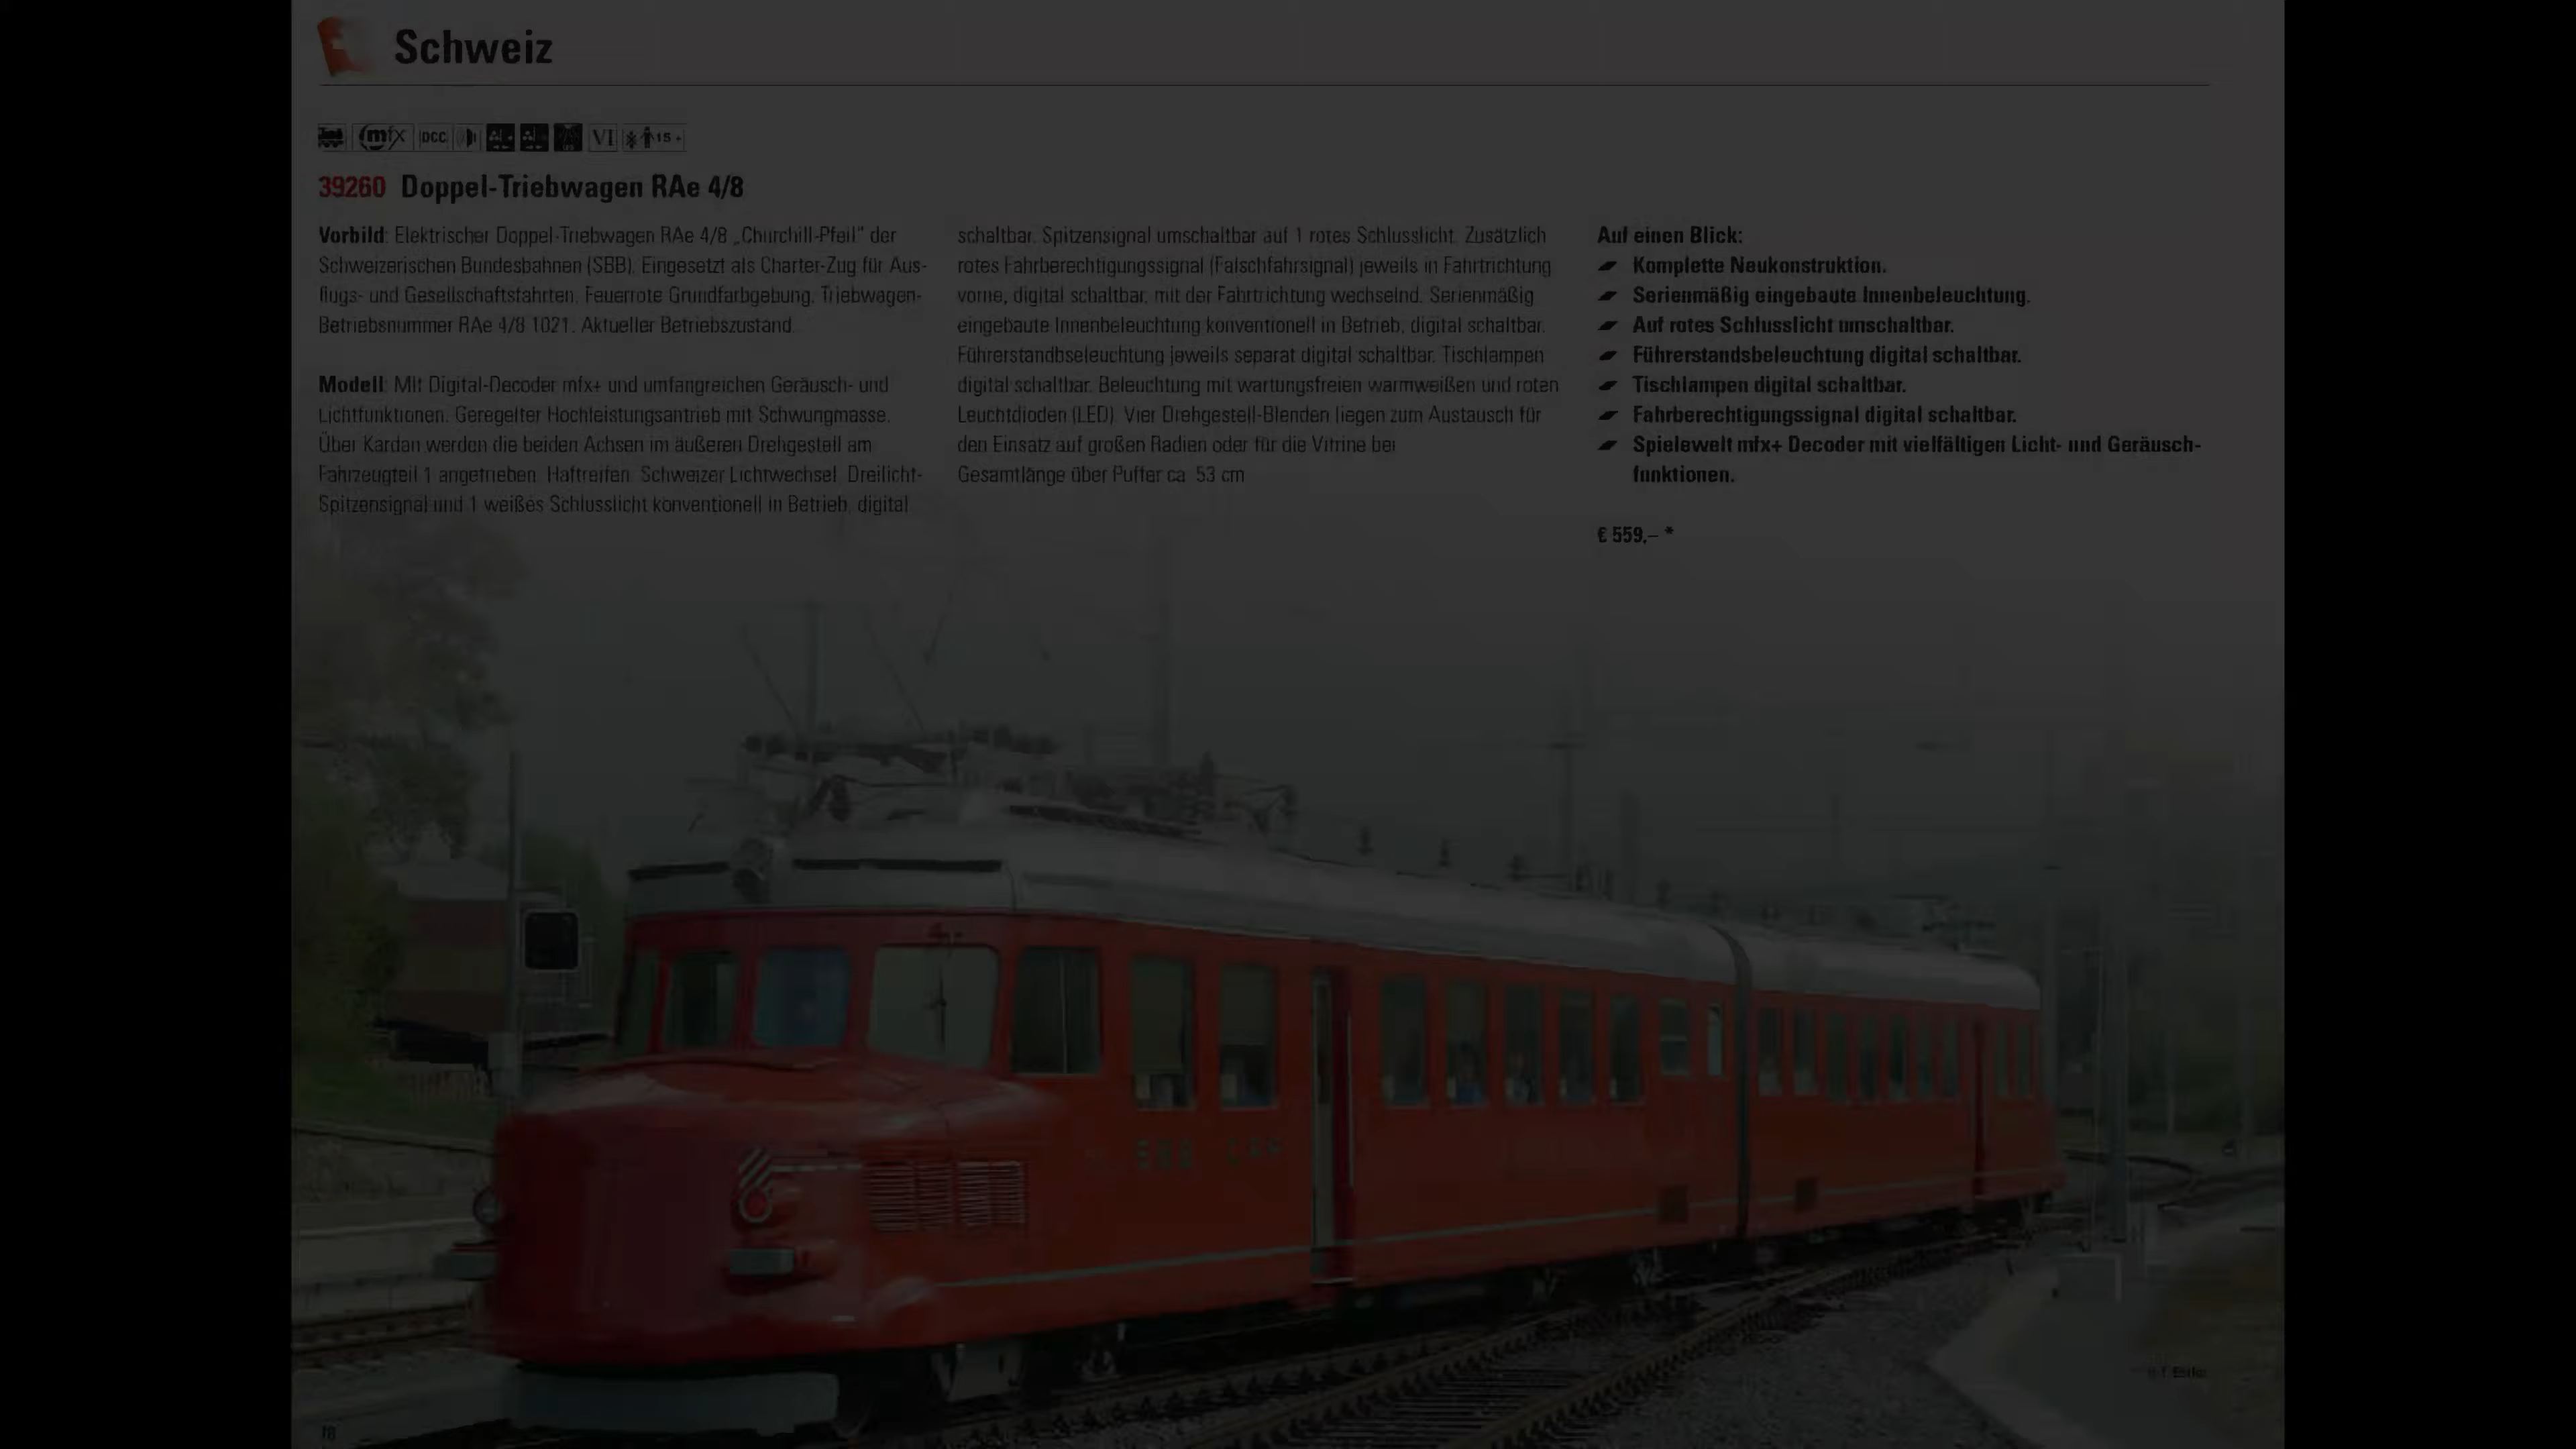 Schweiz
mfx DCC VI 15+
39260 Doppel-Triebwagen RAe 4/8
Vorbild: Elektrischer Doppel-Triebwagen RAe 4/8 „Churchill-Pfeil“ der
Schweizerischen Bundesbahnen (SBB). Eingesetzt als Charter-Zug für Aus-
flugs- und Gesellschaftsfahrten. Feuerrote Grundfarbgebung. Triebwagen-
Betriebsnummer RAe 4/8 1021. Aktueller Betriebszustand.
Modell: Mit Digital-Decoder mfx+ und umfangreichen Geräusch- und
Lichtfunktionen. Geregelter Hochleistungsantrieb mit Schwungmasse.
Über Kardan werden die beiden Achsen im äußeren Drehgestell am
Fahrzeugteil 1 angetrieben. Haftreifen. Schweizer Lichtwechsel. Dreilicht-
Spitzensignal und 1 weißes Schlusslicht konventionell in Betrieb, digital
schaltbar. Spitzensignal umschaltbar auf 1 rotes Schlusslicht. Zusätzlich
rotes Fahrberechtigungssignal (Falschfahrsignal) jeweils in Fahrtrichtung
vorne, digital schaltbar, mit der Fahrtrichtung wechselnd. Serienmäßig
eingebaute Innenbeleuchtung konventionell in Betrieb, digital schaltbar.
Führerstandbseleuchtung jeweils separat digital schaltbar. Tischlampen
digital schaltbar. Beleuchtung mit wartungsfreien warmweißen und roten
Leuchtdioden (LED). Vier Drehgestell-Blenden liegen zum Austausch für
den Einsatz auf großen Radien oder für die Vitrine bei.
Gesamtlänge über Puffer ca. 53 cm
Auf einen Blick:
Komplette Neukonstruktion.
Serienmäßig eingebaute Innenbeleuchtung.
Auf rotes Schlusslicht umschaltbar.
Führerstandsbeleuchtung digital schaltbar.
Tischlampen digital schaltbar.
Fahrberechtigungssignal digital schaltbar.
Spielewelt mfx+ Decoder mit vielfältigen Licht- und Geräusch-
funktionen.
€ 559,– *
SBB CFF
78